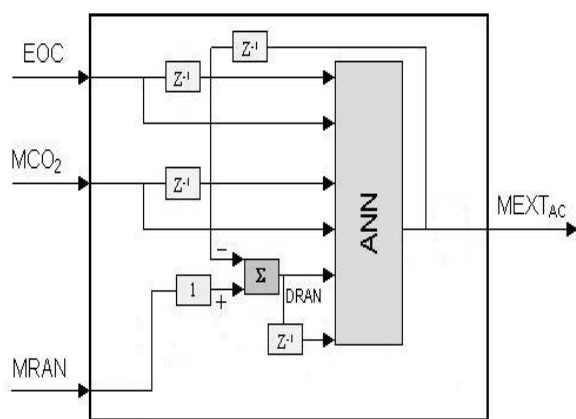 EOC
Z⁻¹
Z⁻¹
MCO₂
Z⁻¹
ANN
MEXT_AC
−
Σ
1
+
DRAN
Z⁻¹
MRAN